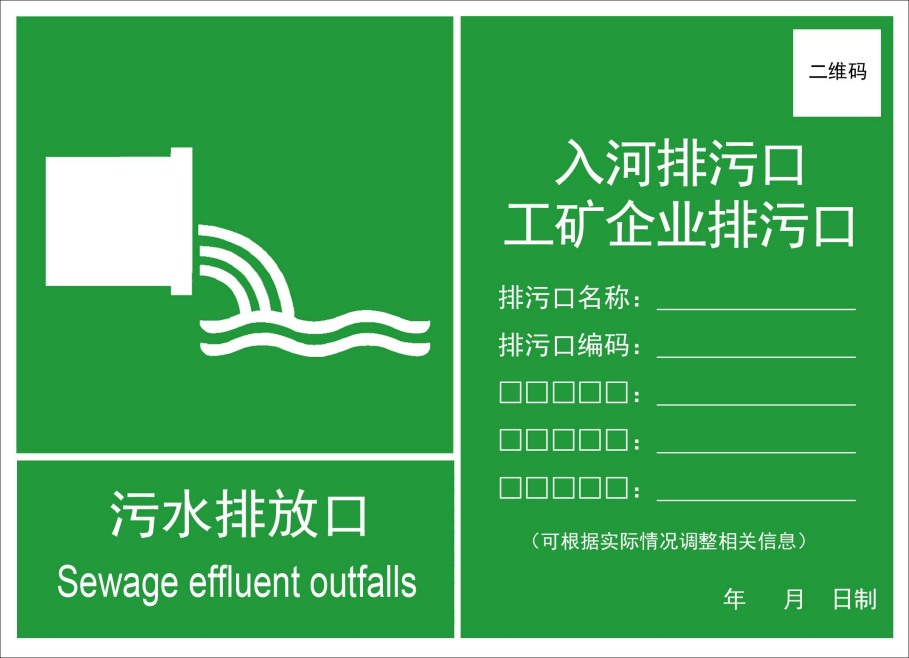 污水排放口
Sewage effluent outfalls
二维码
入河排污口
工矿企业排污口
排污口名称：
排污口编码：
□□□□□：
□□□□□：
□□□□□：
（可根据实际情况调整相关信息）
年 月 日制